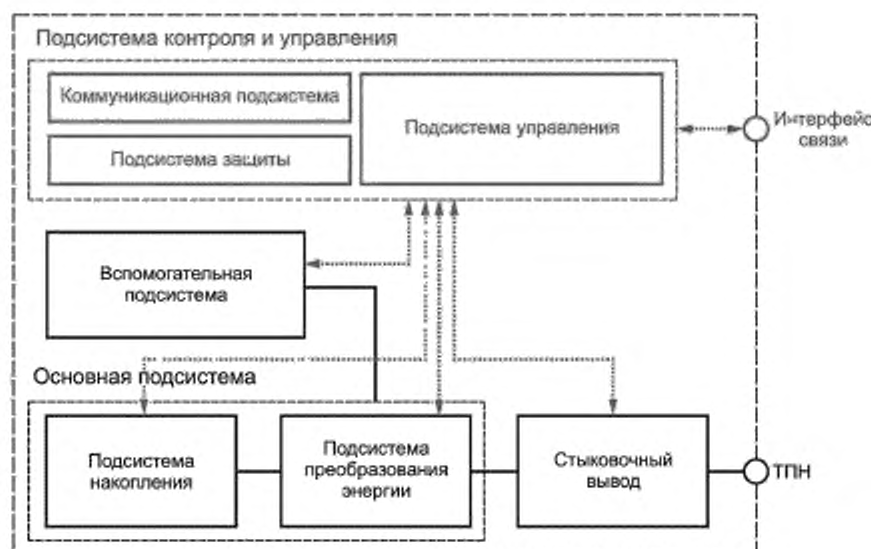 Подсистема контроля и управления
Коммуникационная подсистема
Подсистема управления
Подсистема защиты
Интерфейс
связи
Вспомогательная
подсистема
Основная подсистема
Подсистема
накопления
Подсистема
преобразования
энергии
Стыковочный
вывод
ТПН